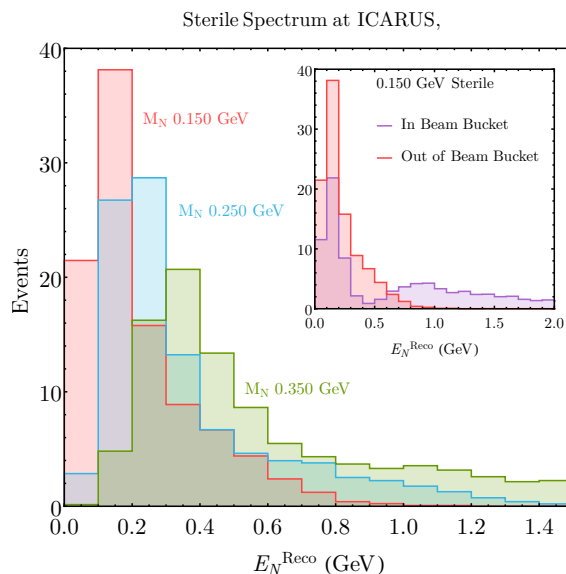 Sterile Spectrum at ICARUS,
Events
40
30
20
10
0
M_N 0.150 GeV
M_N 0.250 GeV
M_N 0.350 GeV
0.0 0.2 0.4 0.6 0.8 1.0 1.2 1.4
E_N^Reco (GeV)
0.150 GeV Sterile
In Beam Bucket
Out of Beam Bucket
40
30
20
10
0
0.0 0.5 1.0 1.5 2.0
E_N^Reco (GeV)